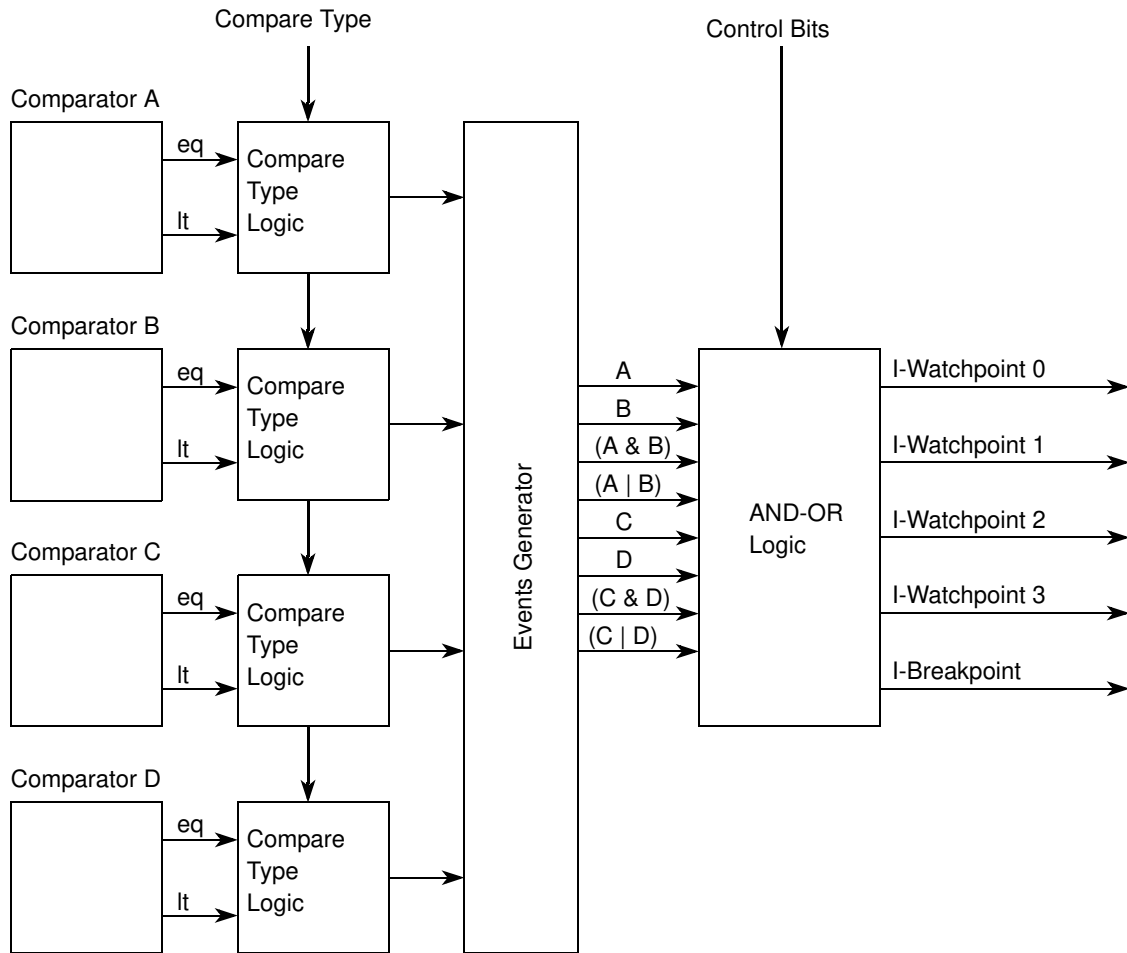 Compare Type
Control Bits
Comparator A
eq
lt
Compare
Type
Logic
Comparator B
eq
lt
Compare
Type
Logic
Comparator C
eq
lt
Compare
Type
Logic
Comparator D
eq
lt
Compare
Type
Logic
Events Generator
A
B
(A & B)
(A | B)
C
D
(C & D)
(C | D)
AND-OR
Logic
I-Watchpoint 0
I-Watchpoint 1
I-Watchpoint 2
I-Watchpoint 3
I-Breakpoint